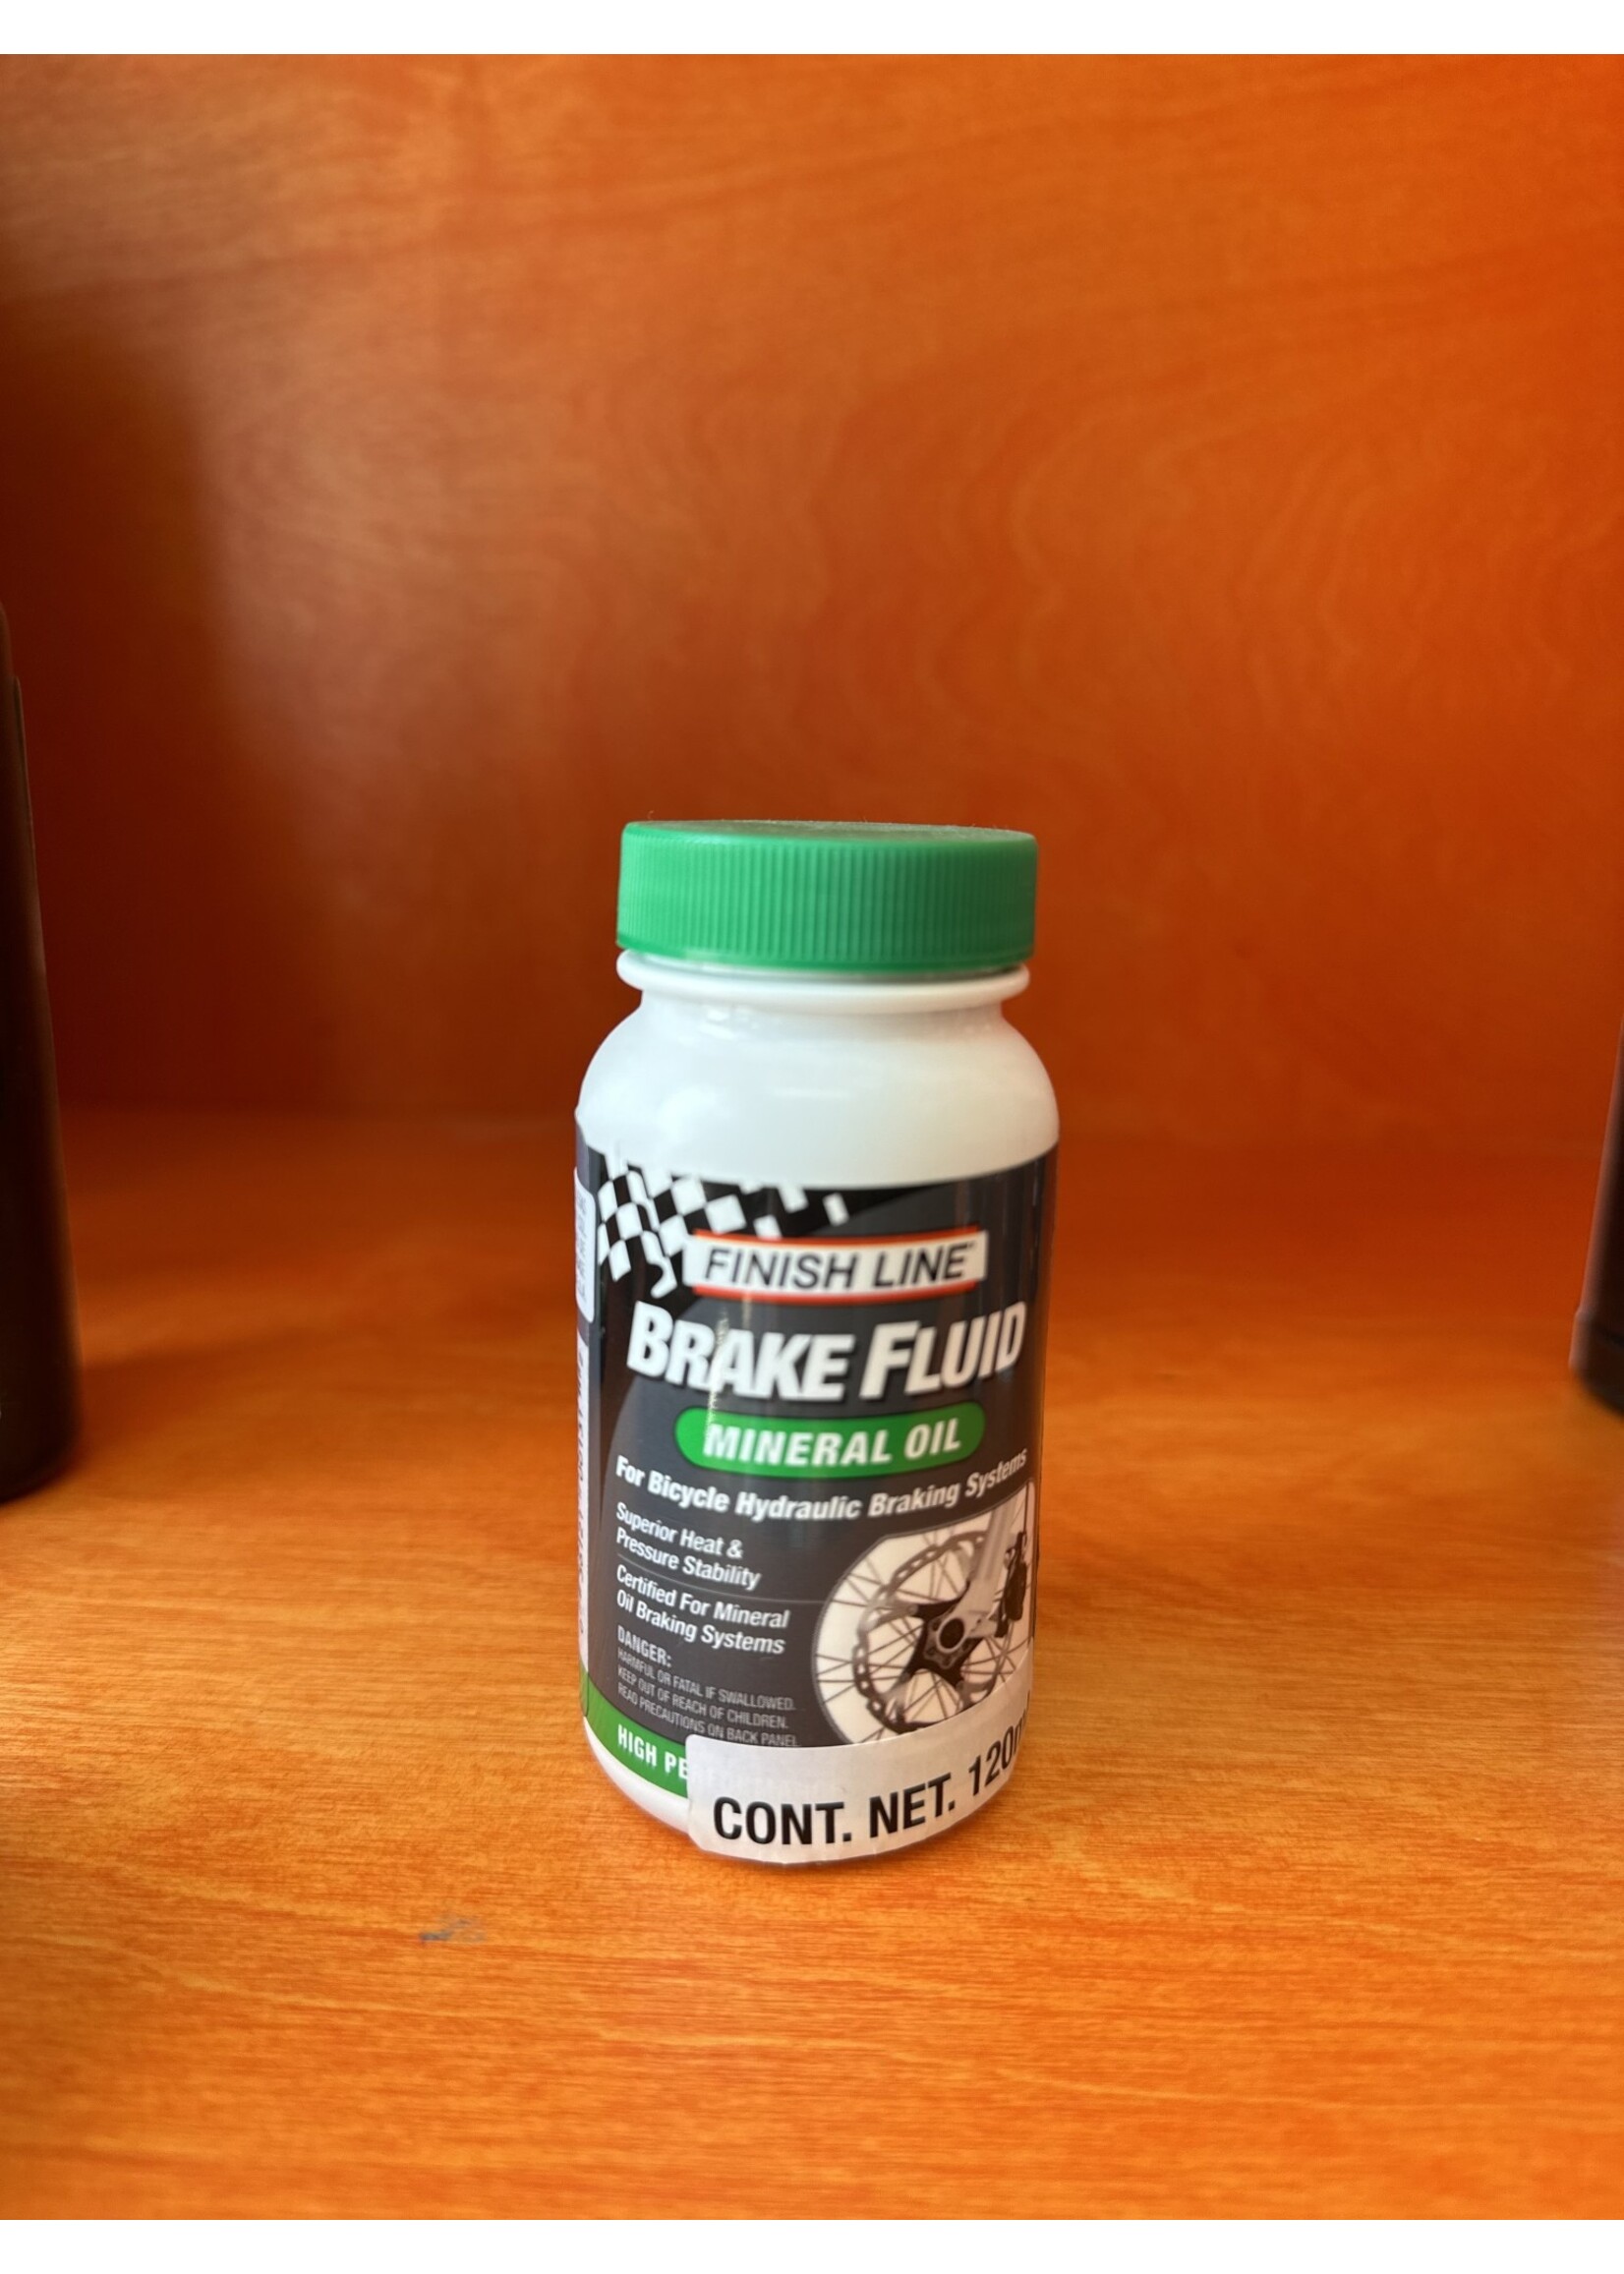 FINISH LINE
BRAKE FLUID
MINERAL OIL
For Bicycle Hydraulic Braking Systems
Superior Heat &
Pressure Stability
Certified For Mineral
Oil Braking Systems
DANGER:
HARMFUL OR FATAL IF SWALLOWED.
KEEP OUT OF REACH OF CHILDREN.
READ PRECAUTIONS ON BACK PANEL
HIGH PE
CONT. NET. 120m